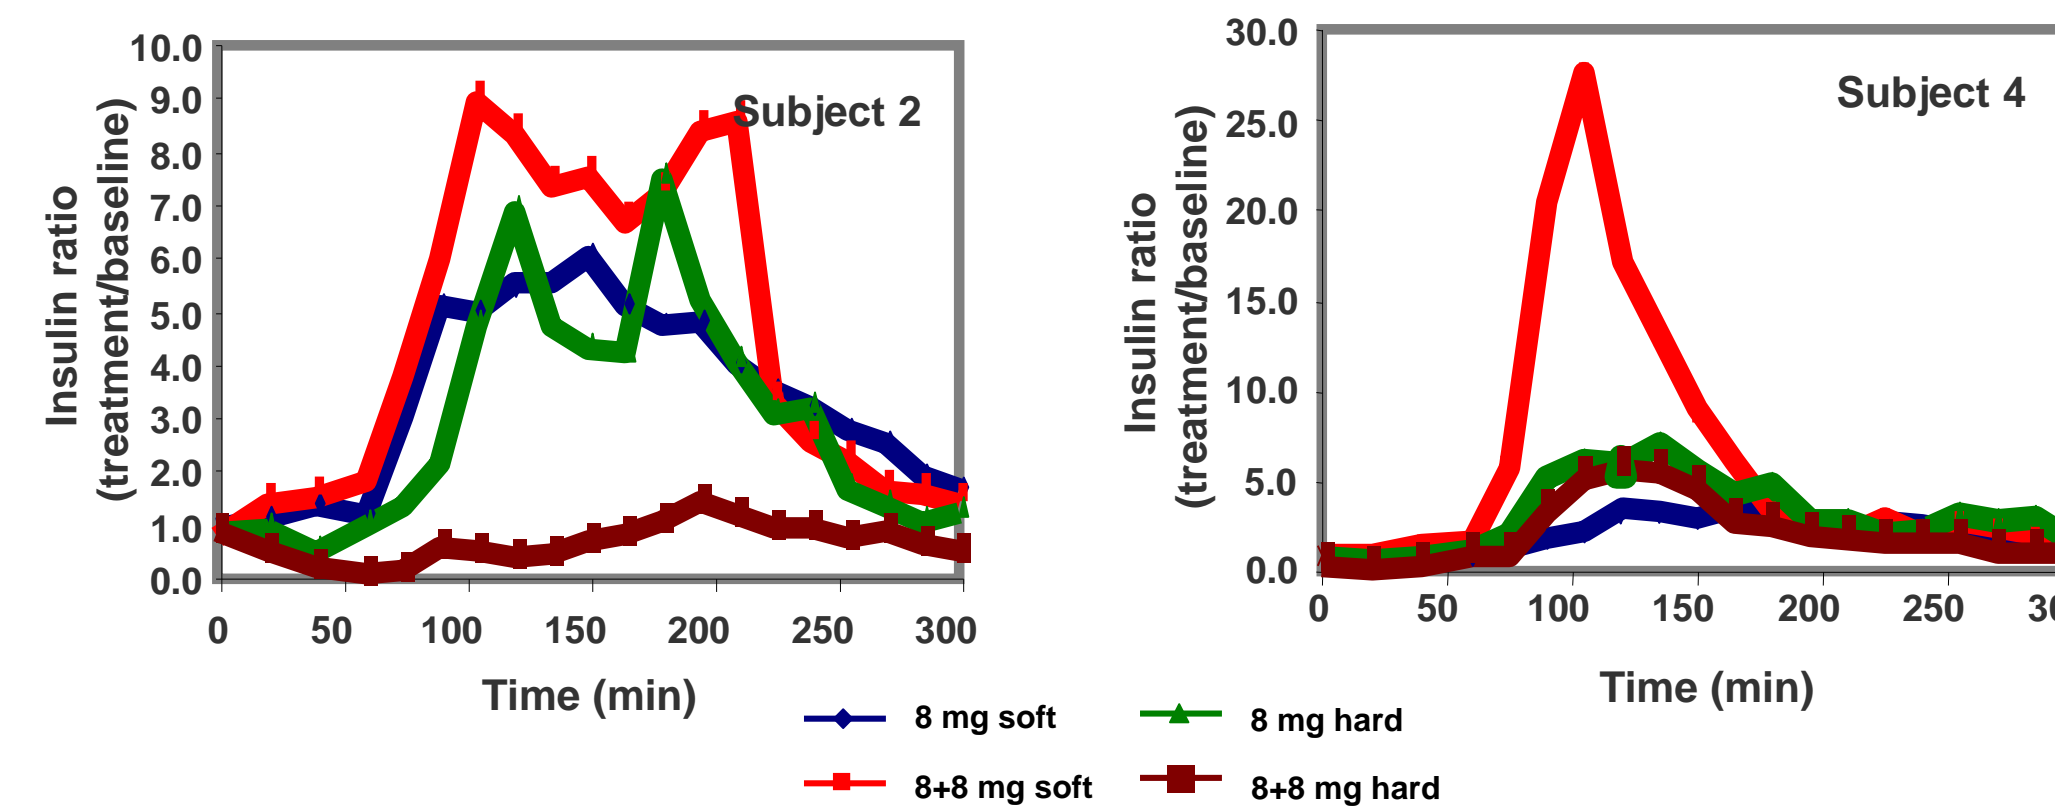 10.0
9.0
8.0
7.0
6.0
5.0
4.0
3.0
2.0
1.0
0.0
Insulin ratio
(treatment/baseline)
Subject 2
0 50 100 150 200 250 300
Time (min)
30.0
25.0
20.0
15.0
10.0
5.0
0.0
Insulin ratio
(treatment/baseline)
Subject 4
0 50 100 150 200 250
Time (min)
8 mg soft
8 mg hard
8+8 mg soft
8+8 mg hard